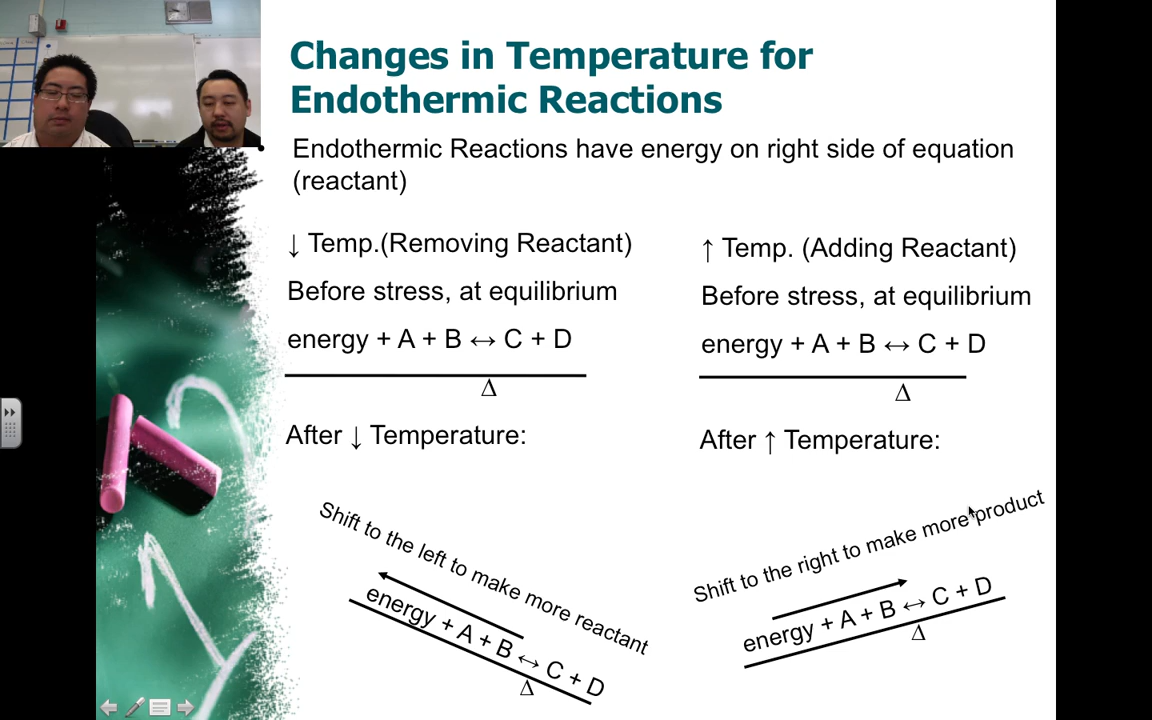 Changes in Temperature for
Endothermic Reactions
Endothermic Reactions have energy on right side of equation
(reactant)
↓ Temp.(Removing Reactant)
Before stress, at equilibrium
energy + A + B ↔ C + D
Δ
After ↓ Temperature:
Shift to the left to make more reactant
energy + A + B ↔ C + D
Δ
↑ Temp. (Adding Reactant)
Before stress, at equilibrium
energy + A + B ↔ C + D
Δ
After ↑ Temperature:
Shift to the right to make more product
energy + A + B ↔ C + D
Δ